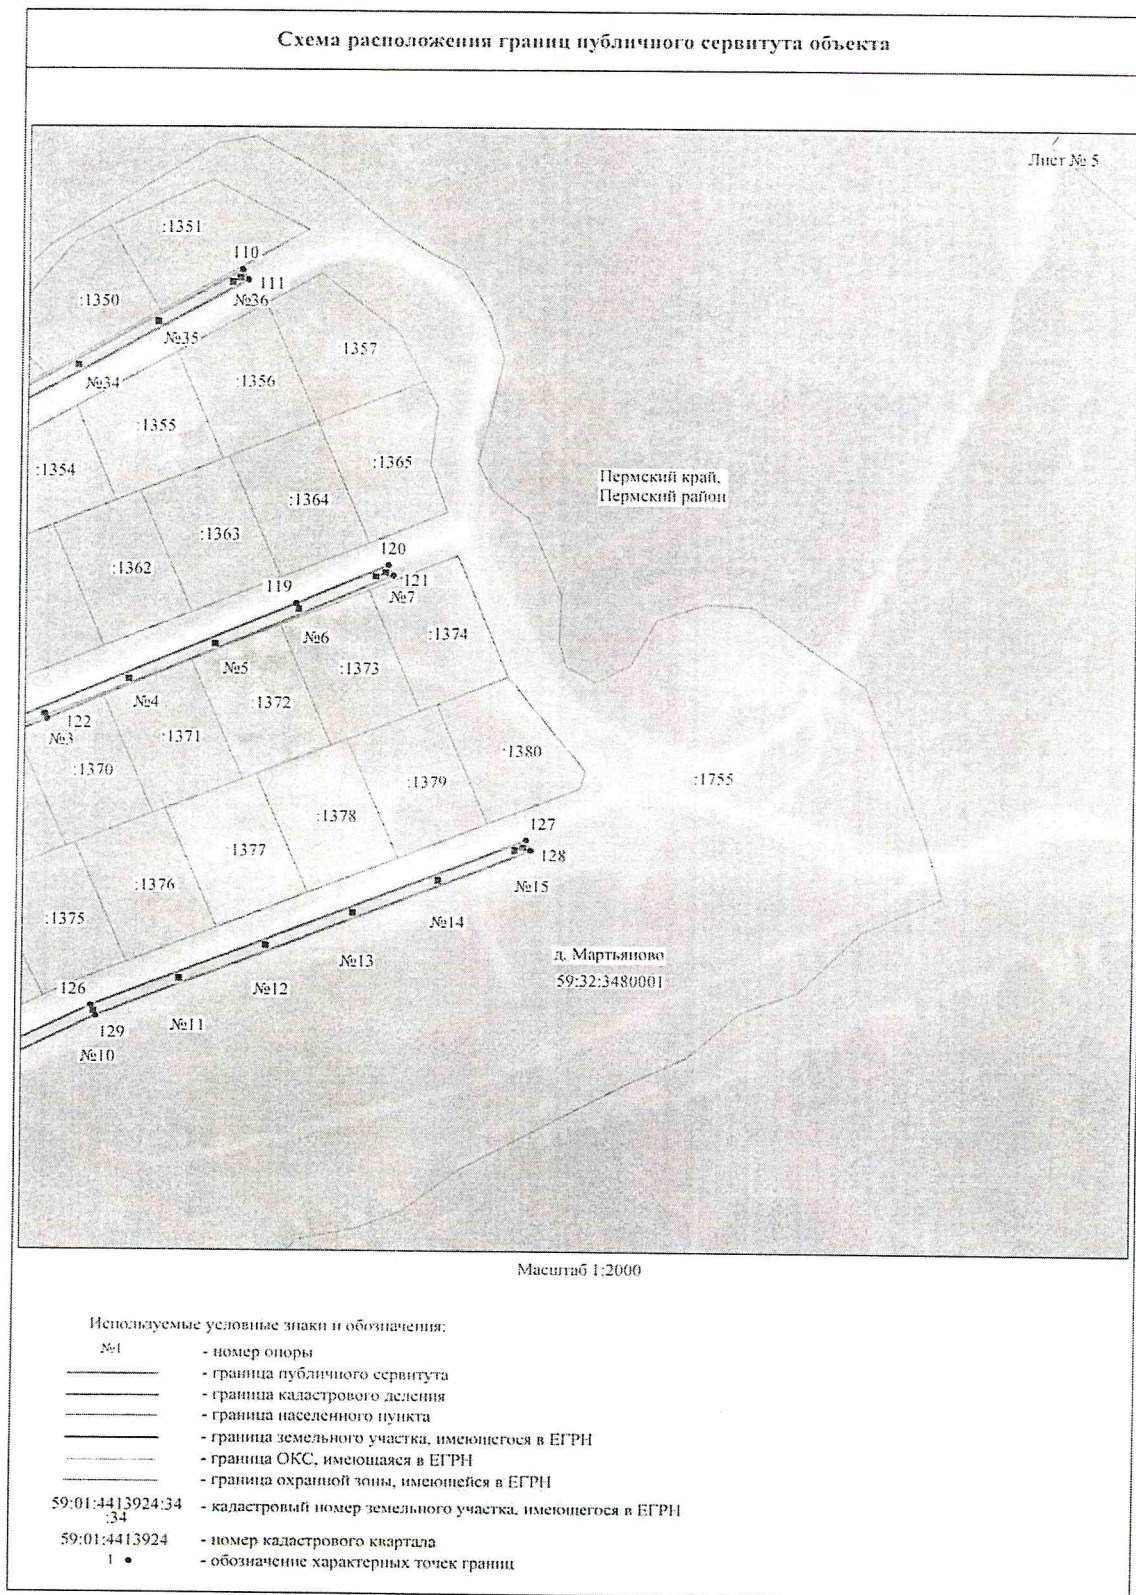 Схема расположения границ публичного сервитута объекта
Лист № 5
:1351
110
111
№36
:1350
№35
№34
1357
:1356
:1355
:1354
:1365
:1364
:1363
:1362
Пермский край,
Пермский район
120
121
№7
119
№6
:1374
№5
:1373
№4
:1372
122
№3
:1371
:1370
:1380
:1379
:1755
:1378
127
128
:1377
№15
:1376
№14
:1375
№13
д. Мартьяново
59:32:3480001
№12
126
129
№11
№10
Масштаб 1:2000
Используемые условные знаки и обозначения:
№1 - номер опоры
- граница публичного сервитута
- граница кадастрового деления
- граница населенного пункта
- граница земельного участка, имеющегося в ЕГРН
- граница ОКС, имеющаяся в ЕГРН
- граница охранной зоны, имеющейся в ЕГРН
59:01:4413924:34 - кадастровый номер земельного участка, имеющегося в ЕГРН
:34
59:01:4413924 - номер кадастрового квартала
1 - обозначение характерных точек границ